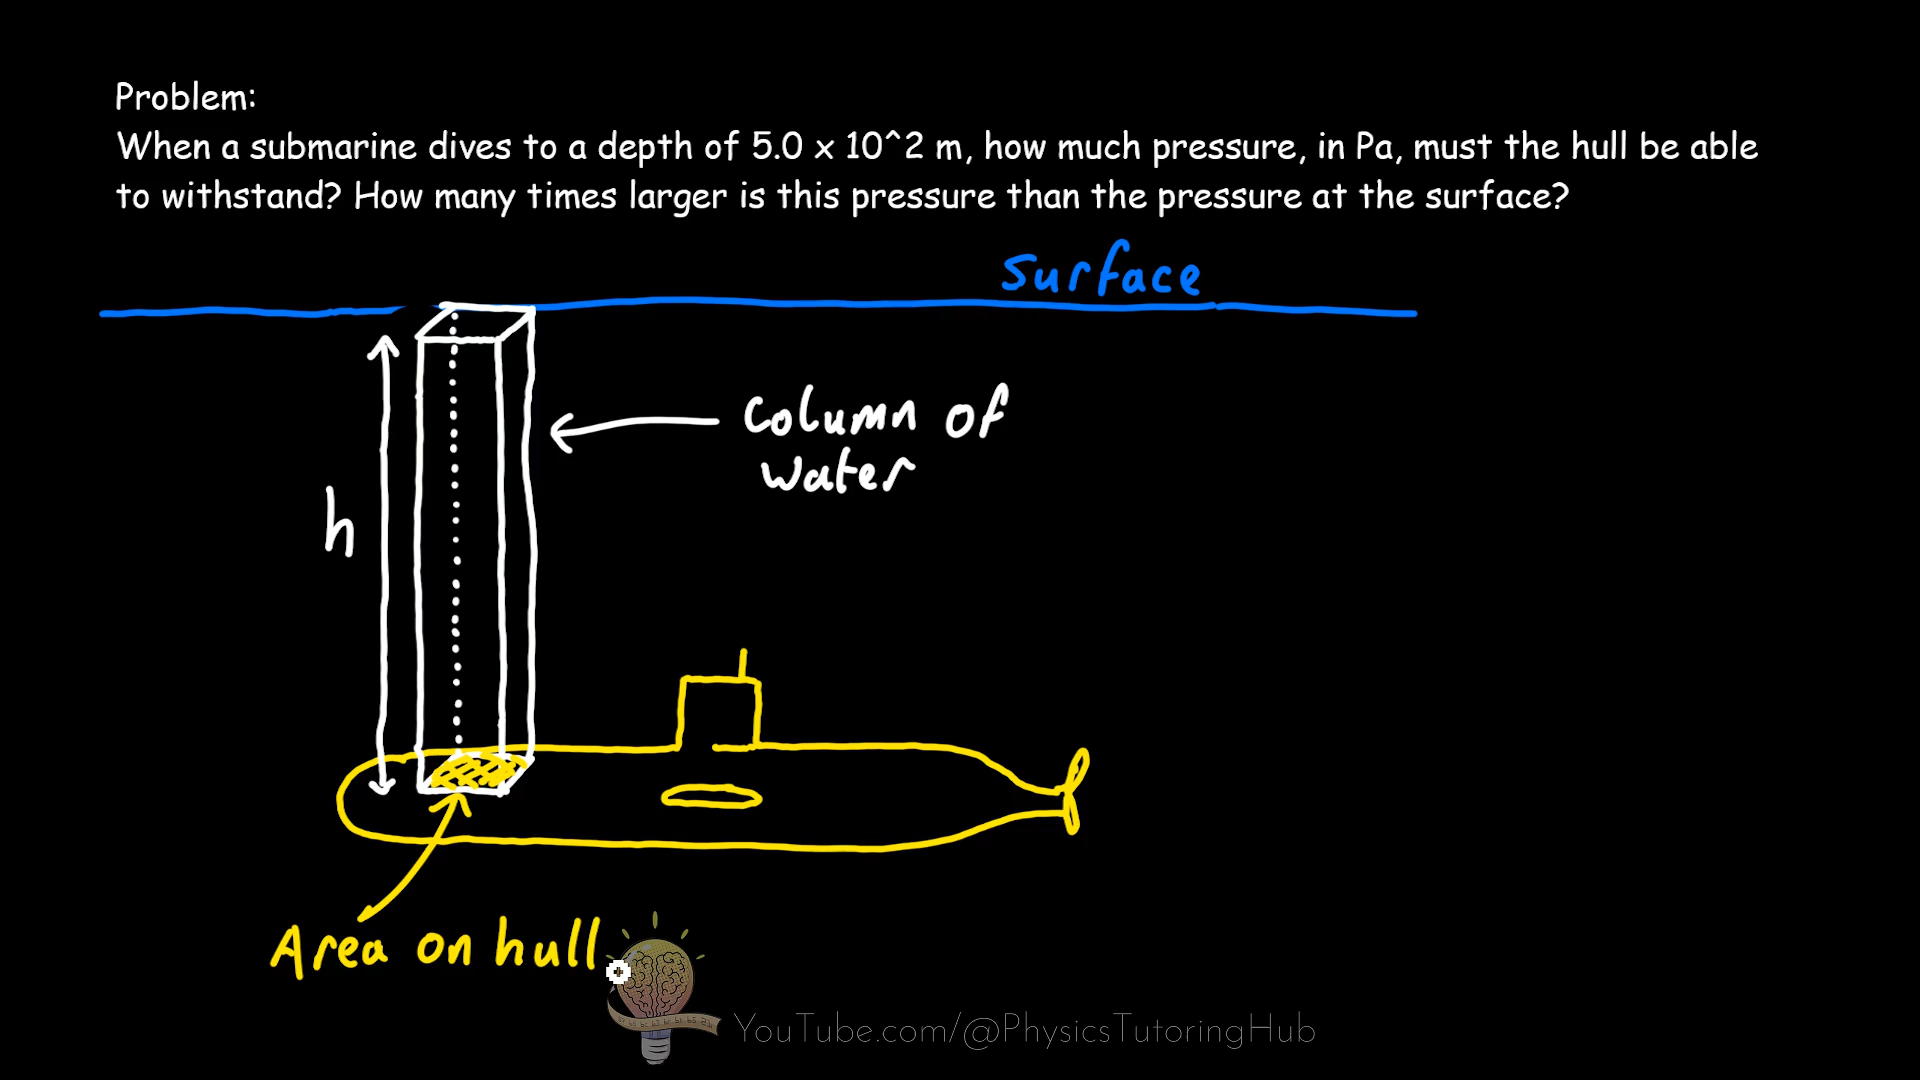 Problem:
When a submarine dives to a depth of 5.0 x 10^2 m, how much pressure, in Pa, must the hull be able
to withstand? How many times larger is this pressure than the pressure at the surface?
Surface
Column of
water
h
Area on hull
YouTube.com/@PhysicsTutoringHub